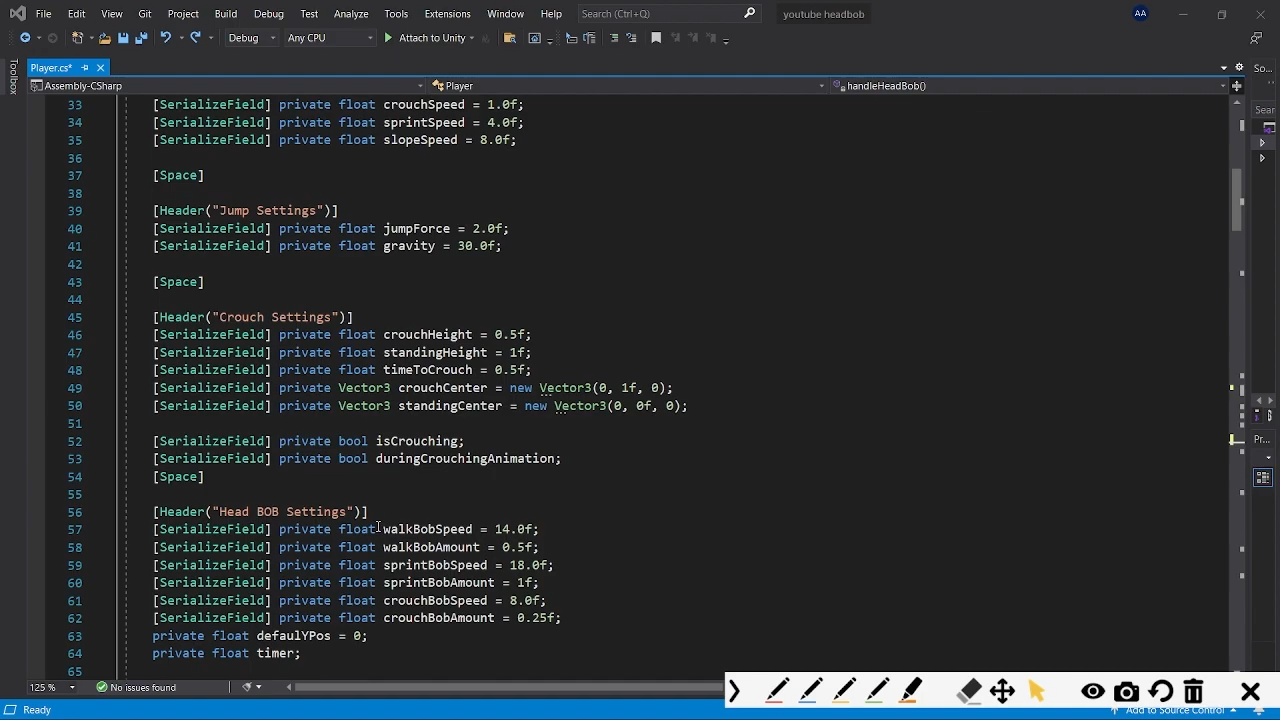 File Edit View Git Project Build Debug Test Analyze Tools Extensions Window Help Search (Ctrl+Q) youtube headbob AA
Debug Any CPU Attach to Unity
Toolbox
Player.cs* So...
Assembly-CSharp Player handleHeadBob()
Sear
33 [SerializeField] private float crouchSpeed = 1.0f;
34 [SerializeField] private float sprintSpeed = 4.0f;
35 [SerializeField] private float slopeSpeed = 8.0f;
36
37 [Space]
38
39 [Header("Jump Settings")]
40 [SerializeField] private float jumpForce = 2.0f;
41 [SerializeField] private float gravity = 30.0f;
42
43 [Space]
44
45 [Header("Crouch Settings")]
46 [SerializeField] private float crouchHeight = 0.5f;
47 [SerializeField] private float standingHeight = 1f;
48 [SerializeField] private float timeToCrouch = 0.5f;
49 [SerializeField] private Vector3 crouchCenter = new Vector3(0, 1f, 0);
50 [SerializeField] private Vector3 standingCenter = new Vector3(0, 0f, 0);
51
52 [SerializeField] private bool isCrouching;
Pr...
53 [SerializeField] private bool duringCrouchingAnimation;
54 [Space]
55
56 [Header("Head BOB Settings")]
57 [SerializeField] private float walkBobSpeed = 14.0f;
58 [SerializeField] private float walkBobAmount = 0.5f;
59 [SerializeField] private float sprintBobSpeed = 18.0f;
60 [SerializeField] private float sprintBobAmount = 1f;
61 [SerializeField] private float crouchBobSpeed = 8.0f;
62 [SerializeField] private float crouchBobAmount = 0.25f;
63 private float defaulYPos = 0;
64 private float timer;
65
125 % No issues found
Ready Add to Source Control